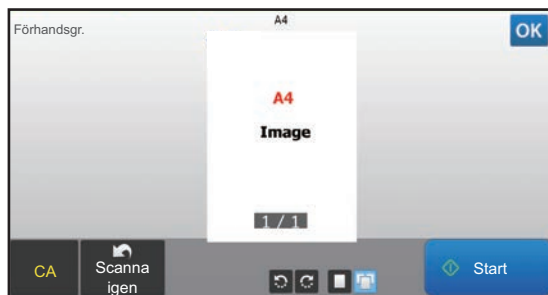 A4
Förhandsgr.
OK
A4
Image
1 / 1
CA
Scanna
igen
Start